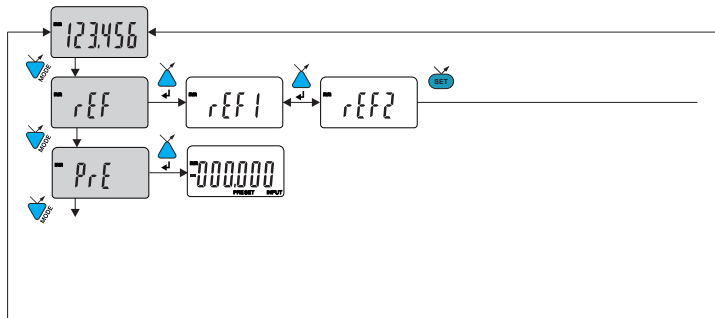 123.456
MODE
rEF
rEF1
rEF2
SET
MODE
PrE
-000.000
PRESET INPUT
MODE